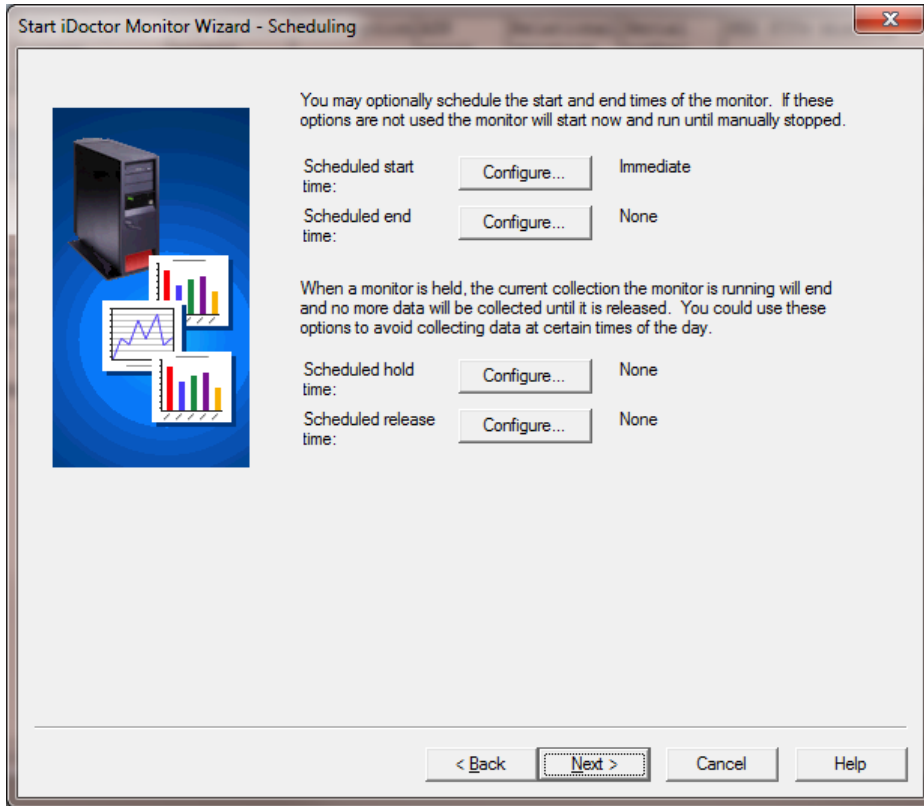 Start iDoctor Monitor Wizard - Scheduling
You may optionally schedule the start and end times of the monitor.  If these
options are not used the monitor will start now and run until manually stopped.
Scheduled start
time:
Configure...
Immediate
Scheduled end
time:
Configure...
None
When a monitor is held, the current collection the monitor is running will end
and no more data will be collected until it is released.  You could use these
options to avoid collecting data at certain times of the day.
Scheduled hold
time:
Configure...
None
Scheduled release
time:
Configure...
None
< Back
Next >
Cancel
Help